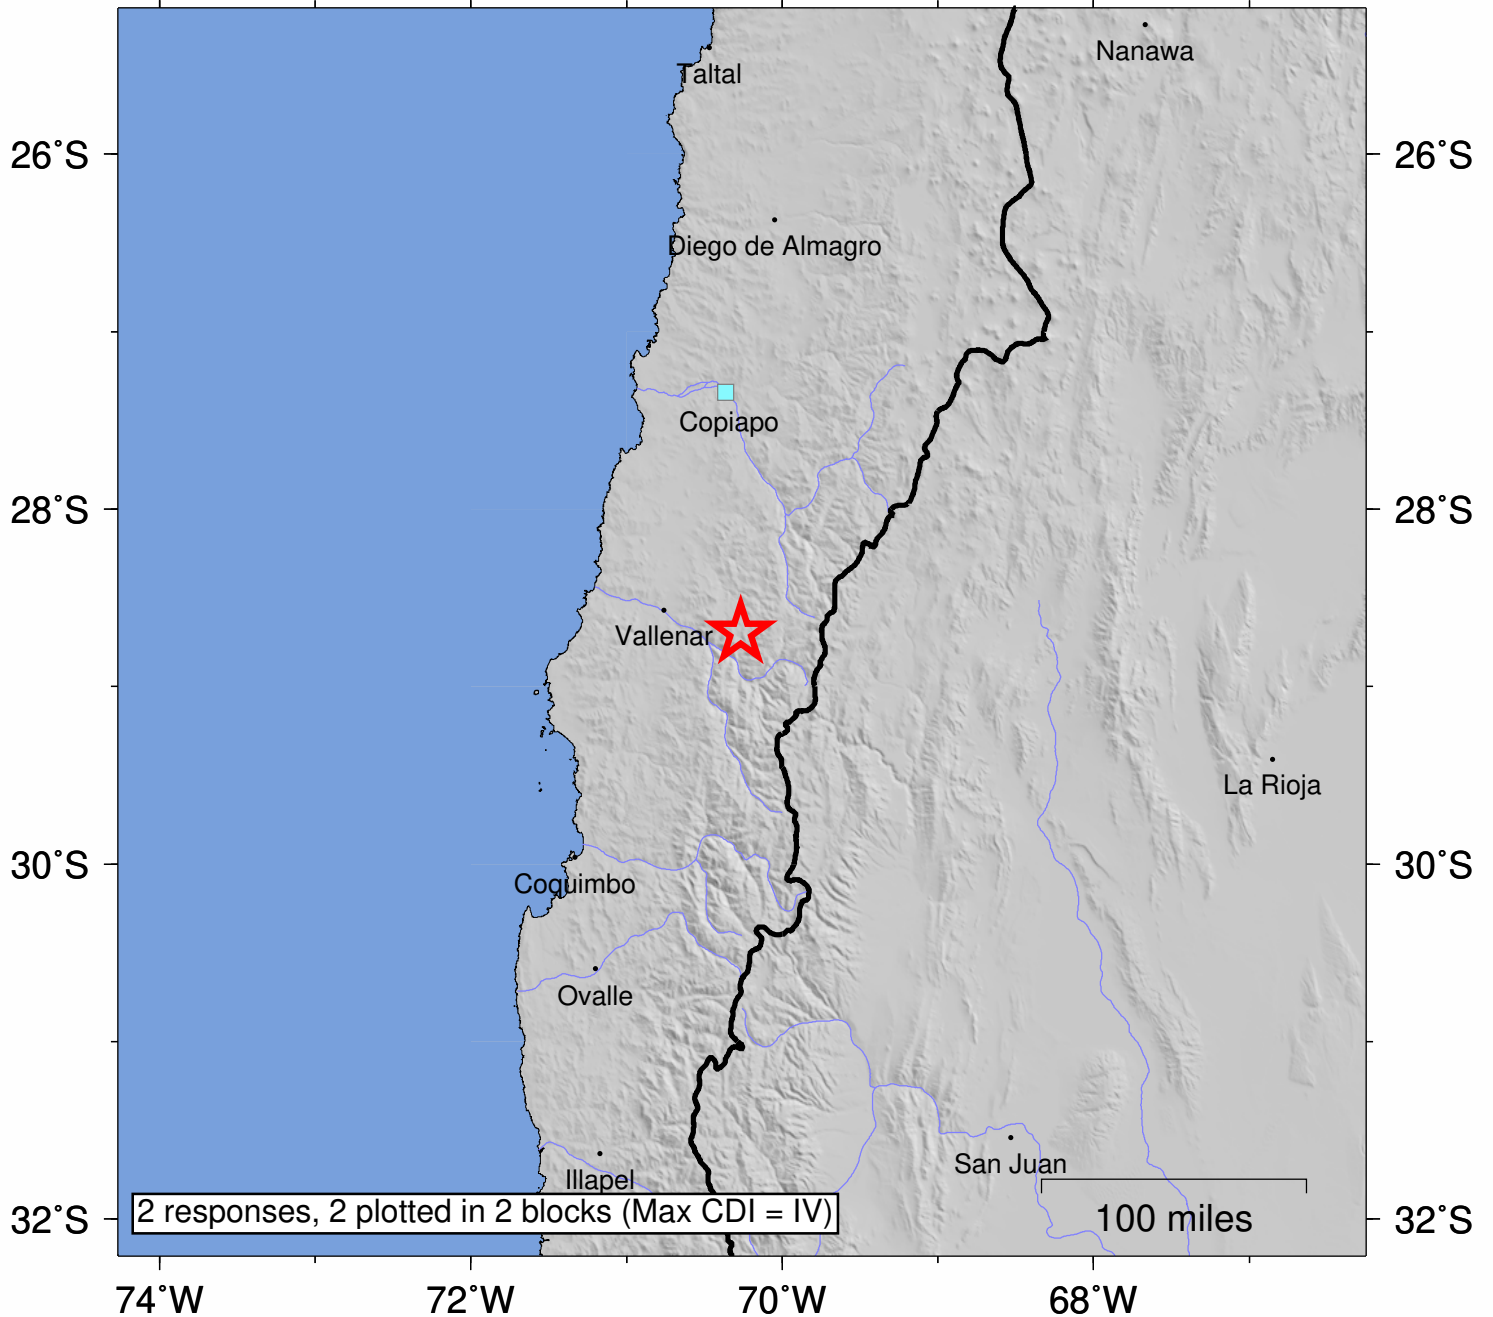 Nanawa
Taltal
26°S 26°S
Diego de Almagro
Copiapo
28°S 28°S
Vallenar
La Rioja
30°S 30°S
Coquimbo
Ovalle
San Juan
Illapel
2 responses, 2 plotted in 2 blocks (Max CDI = IV)
100 miles
32°S 32°S
74°W 72°W 70°W 68°W